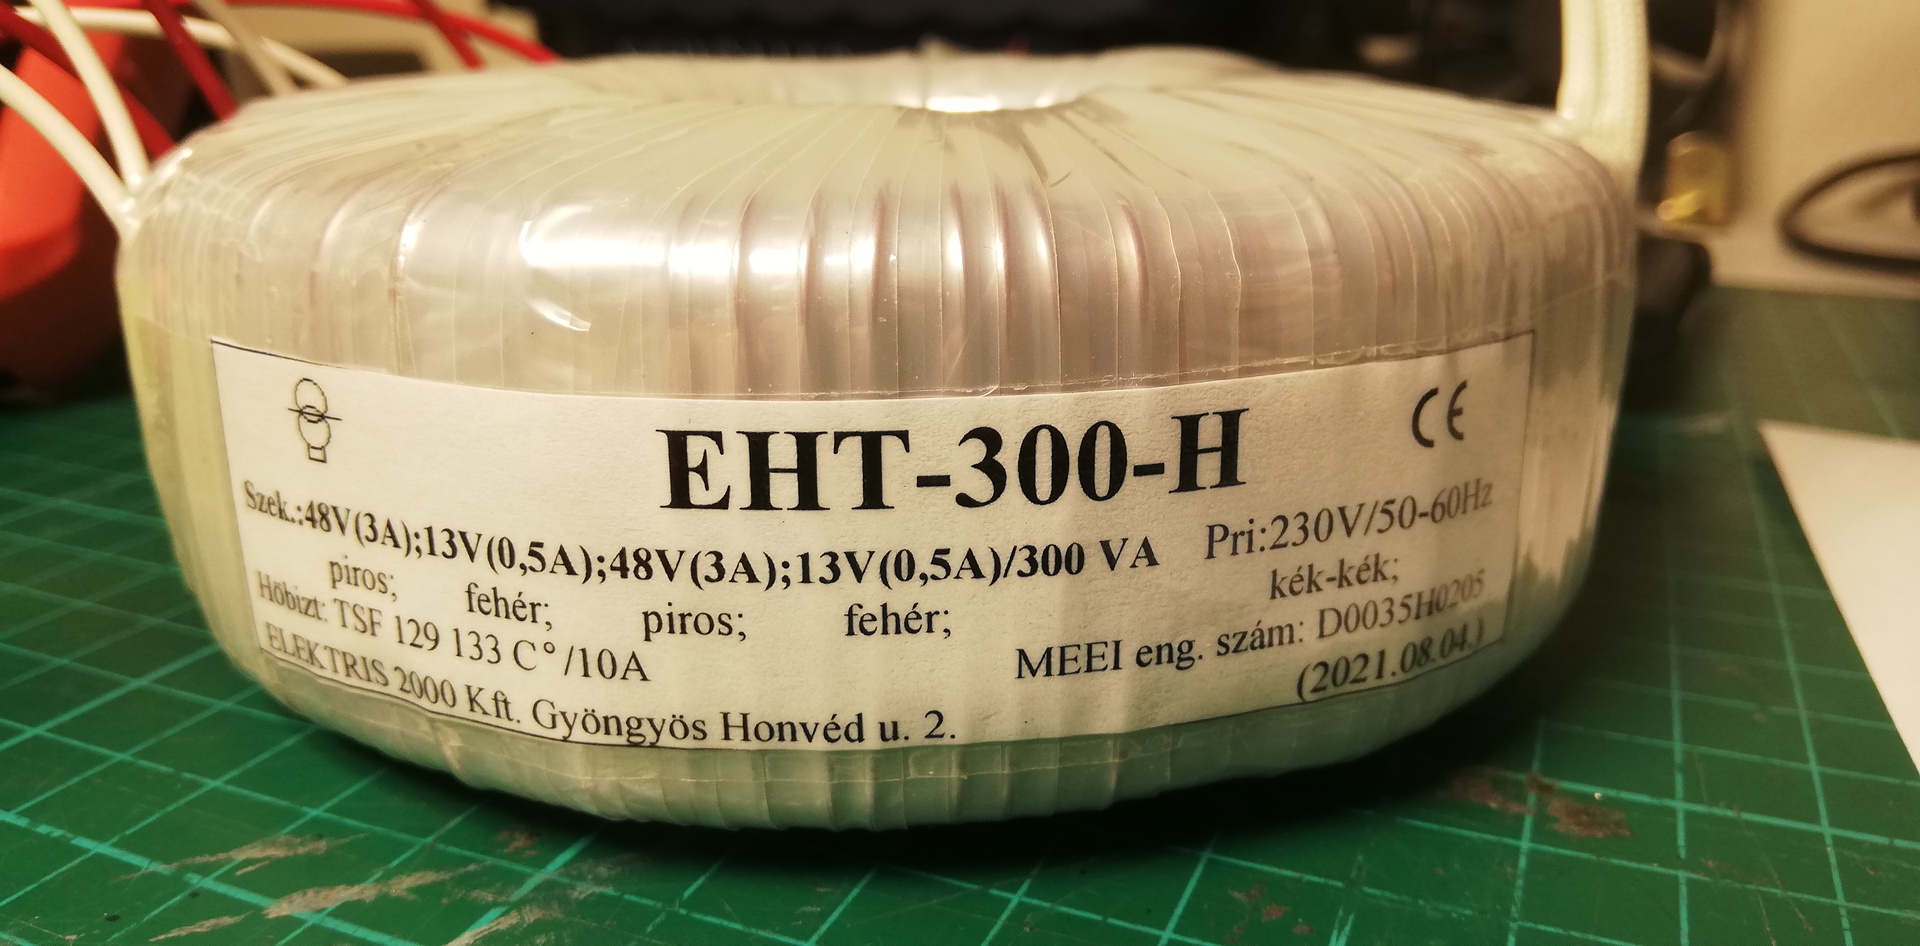 EHT-300-H
CE
Szek.:48V(3A);13V(0,5A);48V(3A);13V(0,5A)/300 VA
piros; fehér; piros; fehér;
Hőbizt: TSF 129 133 C°/10A
ELEKTRIS 2000 Kft. Gyöngyös Honvéd u. 2.
Pri:230V/50-60Hz
kék-kék;
MEEI eng. szám: D0035H0205
(2021.08.04.)